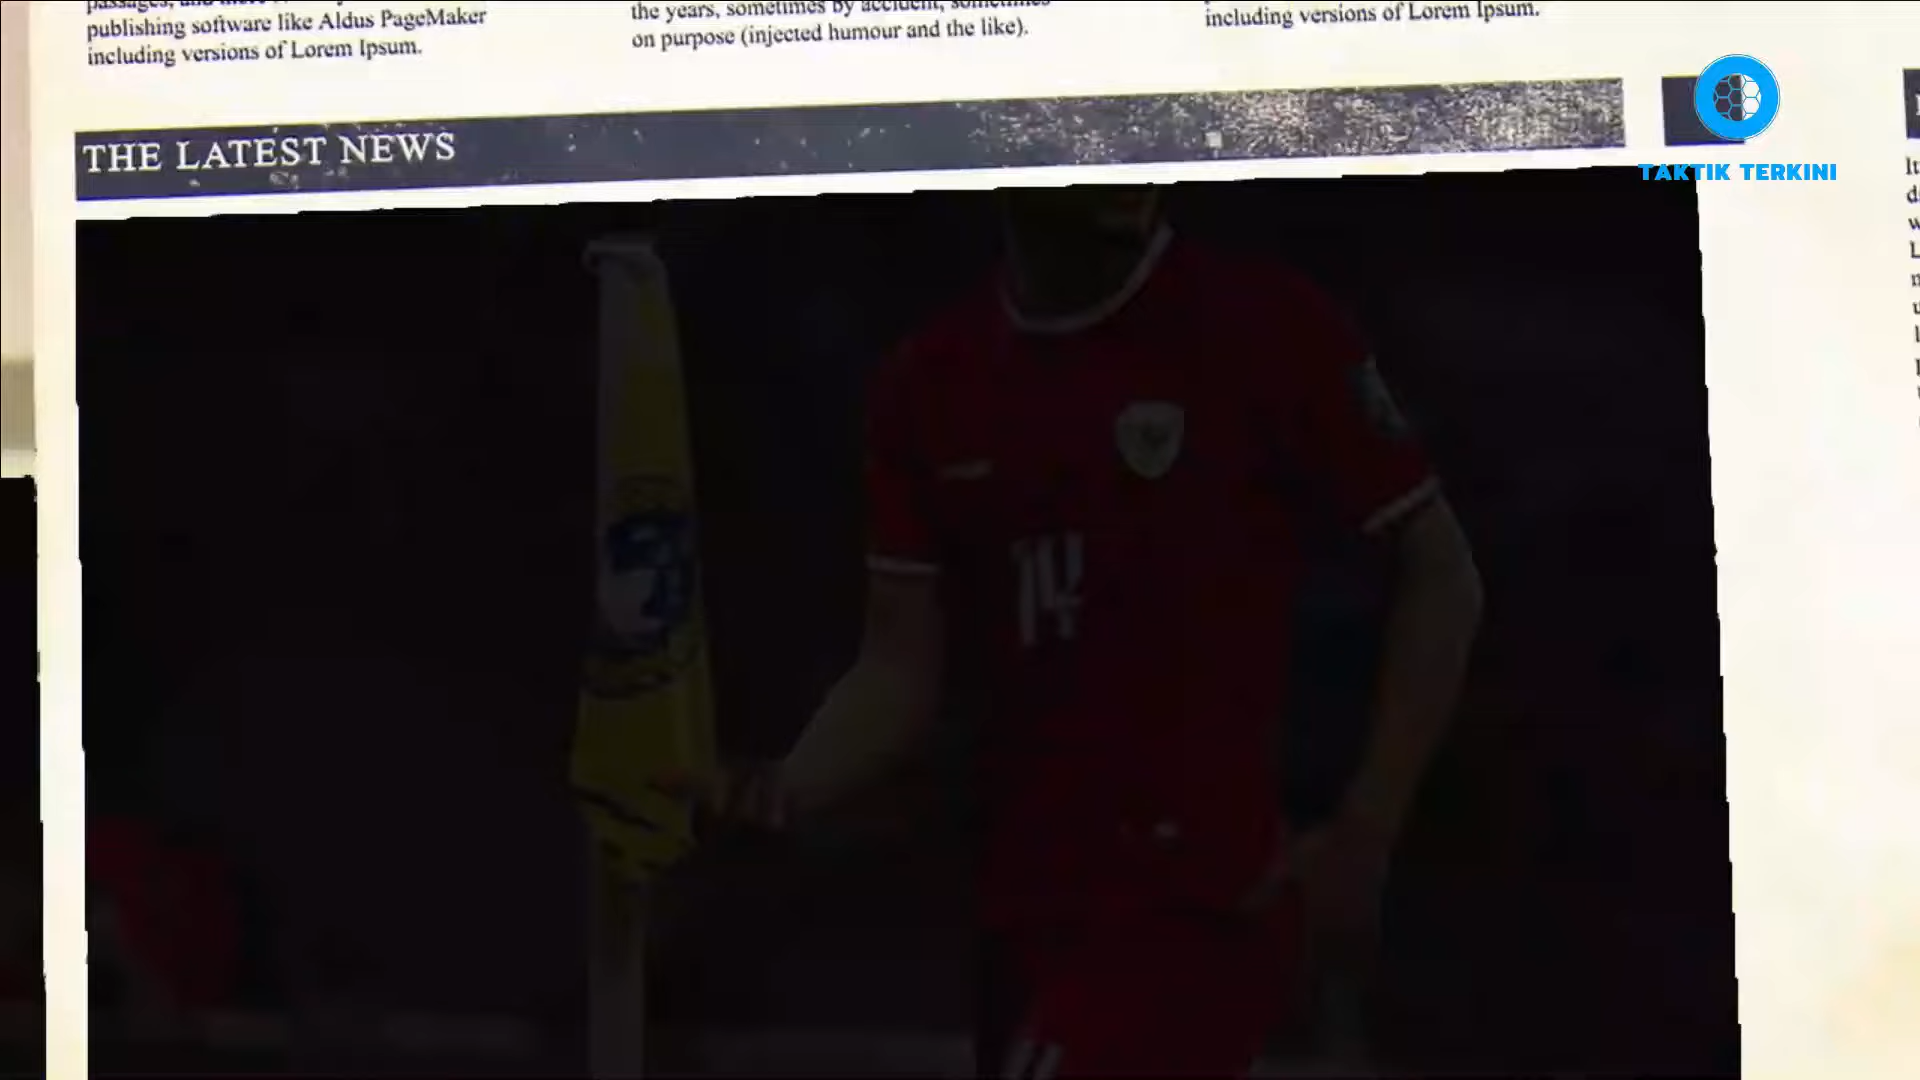 publishing software like Aldus PageMaker
including versions of Lorem Ipsum.
the years, sometimes by accident, sometimes
on purpose (injected humour and the like).
including versions of Lorem Ipsum.
THE LATEST NEWS
TAKTIK TERKINI
14